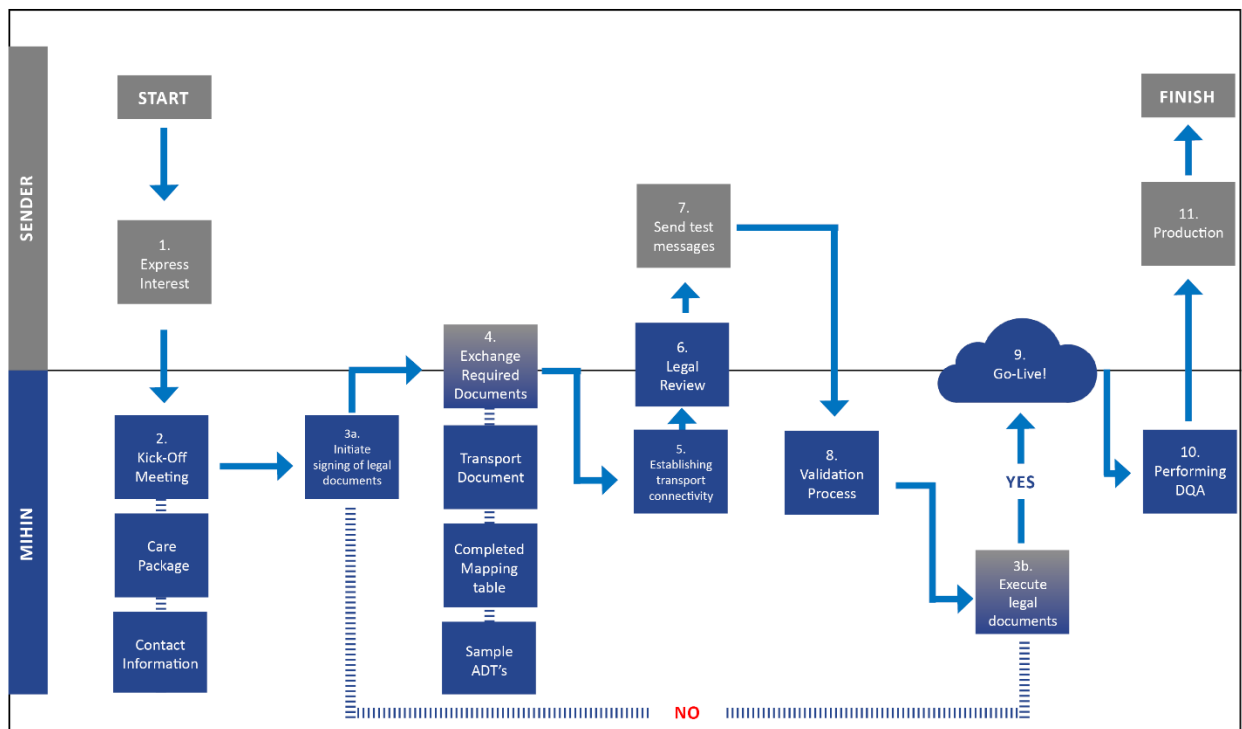 SENDER
MIHIN
START
1.
Express
Interest
2.
Kick-Off
Meeting
Care
Package
Contact
Information
3a.
Initiate
signing of legal
documents
4.
Exchange
Required
Documents
Transport
Document
Completed
Mapping
table
Sample
ADT's
5.
Establishing
transport
connectivity
6.
Legal
Review
7.
Send test
messages
8.
Validation
Process
3b.
Execute
legal
documents
YES
NO
9.
Go-Live!
10.
Performing
DQA
11.
Production
FINISH